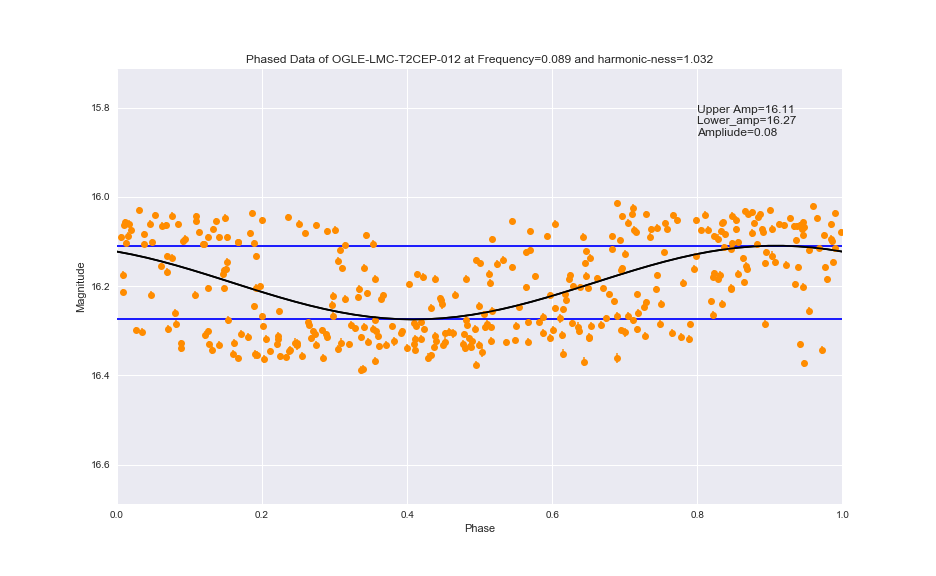 Phased Data of OGLE-LMC-T2CEP-012 at Frequency=0.089 and harmonic-ness=1.032
Upper Amp=16.11
Lower_amp=16.27
Ampliude=0.08
15.8
16.0
16.2
16.4
16.6
Magnitude
0.0 0.2 0.4 0.6 0.8 1.0
Phase